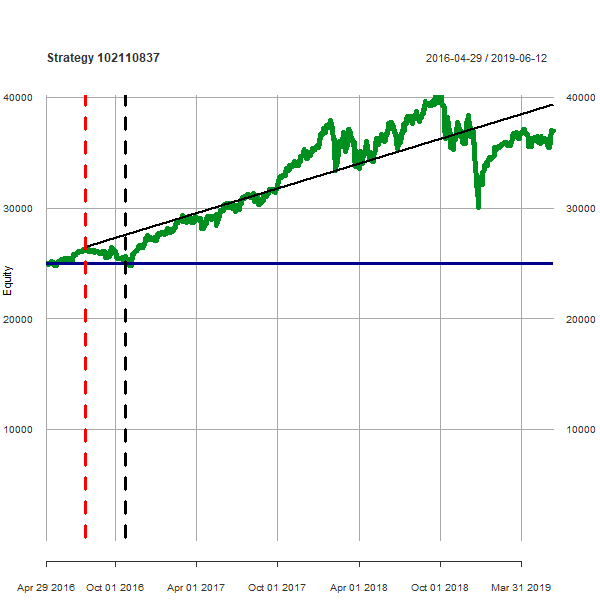 Strategy 102110837 2016-04-29 / 2019-06-12
40000 40000
30000 30000
Equity
20000 20000
10000 10000
Apr 29 2016 Oct 01 2016 Apr 01 2017 Oct 01 2017 Apr 01 2018 Oct 01 2018 Mar 31 2019